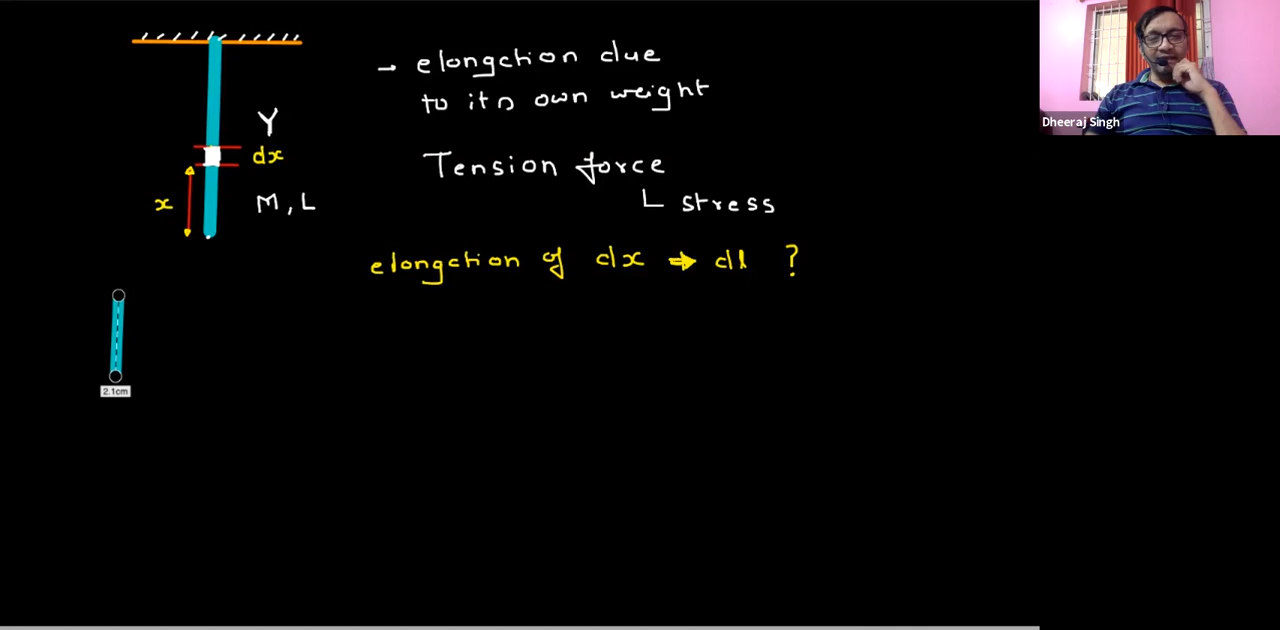 → elongation due
to its own weight
Y
dx
Tension force
x
M, L
└ stress
elongation of dx ⇒ dl ?
2.1cm
Dheeraj Singh